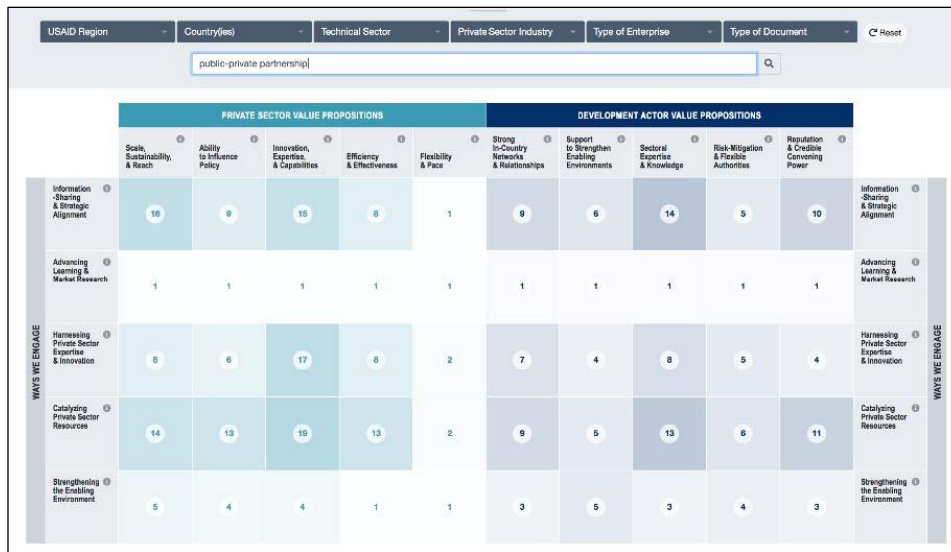 USAID Region
Country(ies)
Technical Sector
Private Sector Industry
Type of Enterprise
Type of Document
Reset
public-private partnership
PRIVATE SECTOR VALUE PROPOSITIONS
DEVELOPMENT ACTOR VALUE PROPOSITIONS
Scale,
Sustainability,
& Reach
Ability
to Influence
Policy
Innovation,
Expertise,
& Capabilities
Efficiency
& Effectiveness
Flexibility
& Pace
Strong
In-Country
Networks
& Relationships
Support
to Strengthen
Enabling
Environments
Sectoral
Expertise
& Knowledge
Risk-Mitigation
& Flexible
Authorities
Reputation
& Credible
Convening
Power
WAYS WE ENGAGE
Information
-Sharing
& Strategic
Alignment
16 9 15 8 1 9 6 14 5 10
Information
-Sharing
& Strategic
Alignment
Advancing
Learning &
Market Research
1 1 1 1 1 1 1 1 1 1
Advancing
Learning &
Market Research
Harnessing
Private Sector
Expertise
& Innovation
8 6 17 8 2 7 4 8 5 4
Harnessing
Private Sector
Expertise
& Innovation
Catalyzing
Private Sector
Resources
14 13 19 13 2 9 5 13 6 11
Catalyzing
Private Sector
Resources
Strengthening
the Enabling
Environment
5 4 4 1 1 3 5 3 4 3
Strengthening
the Enabling
Environment
WAYS WE ENGAGE